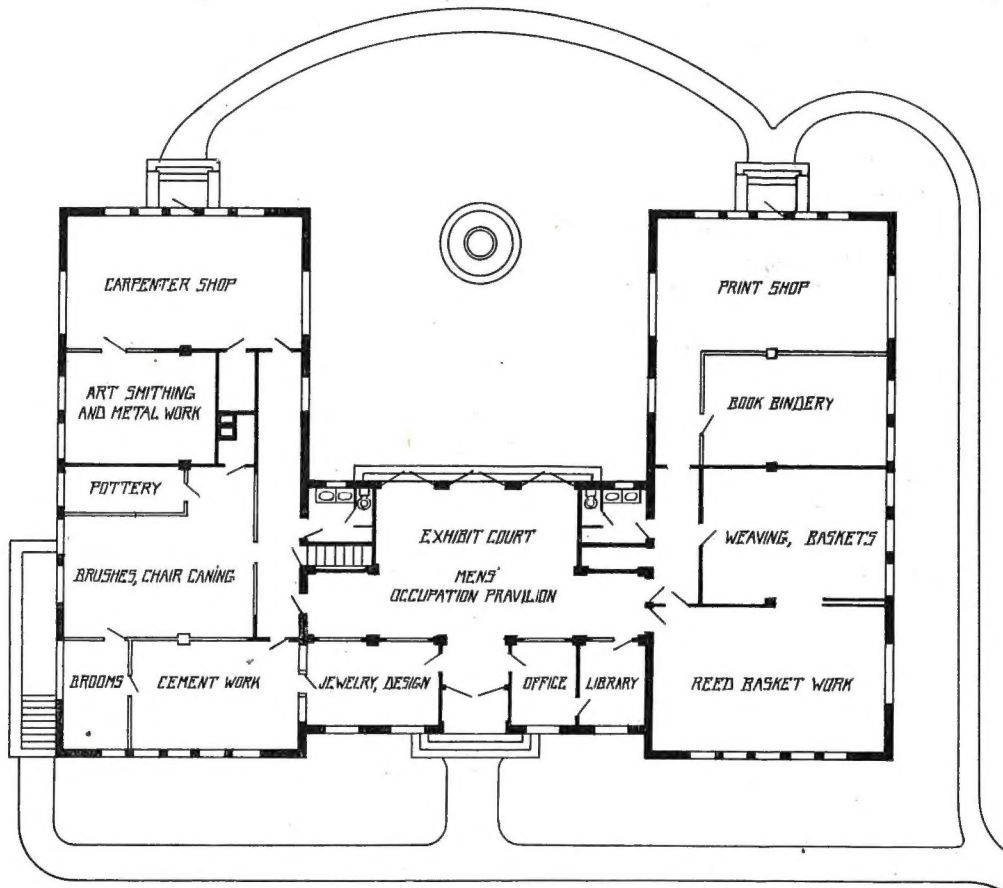 CARPENTER SHOP
PRINT SHOP
ART SMITHING
AND METAL WORK
BOOK BINDERY
POTTERY
EXHIBIT COURT
WEAVING, BASKETS
BRUSHES, CHAIR CANING
MENS'
OCCUPATION PRAVILION
BROOMS
CEMENT WORK
JEWELRY, DESIGN
OFFICE
LIBRARY
REED BASKET WORK